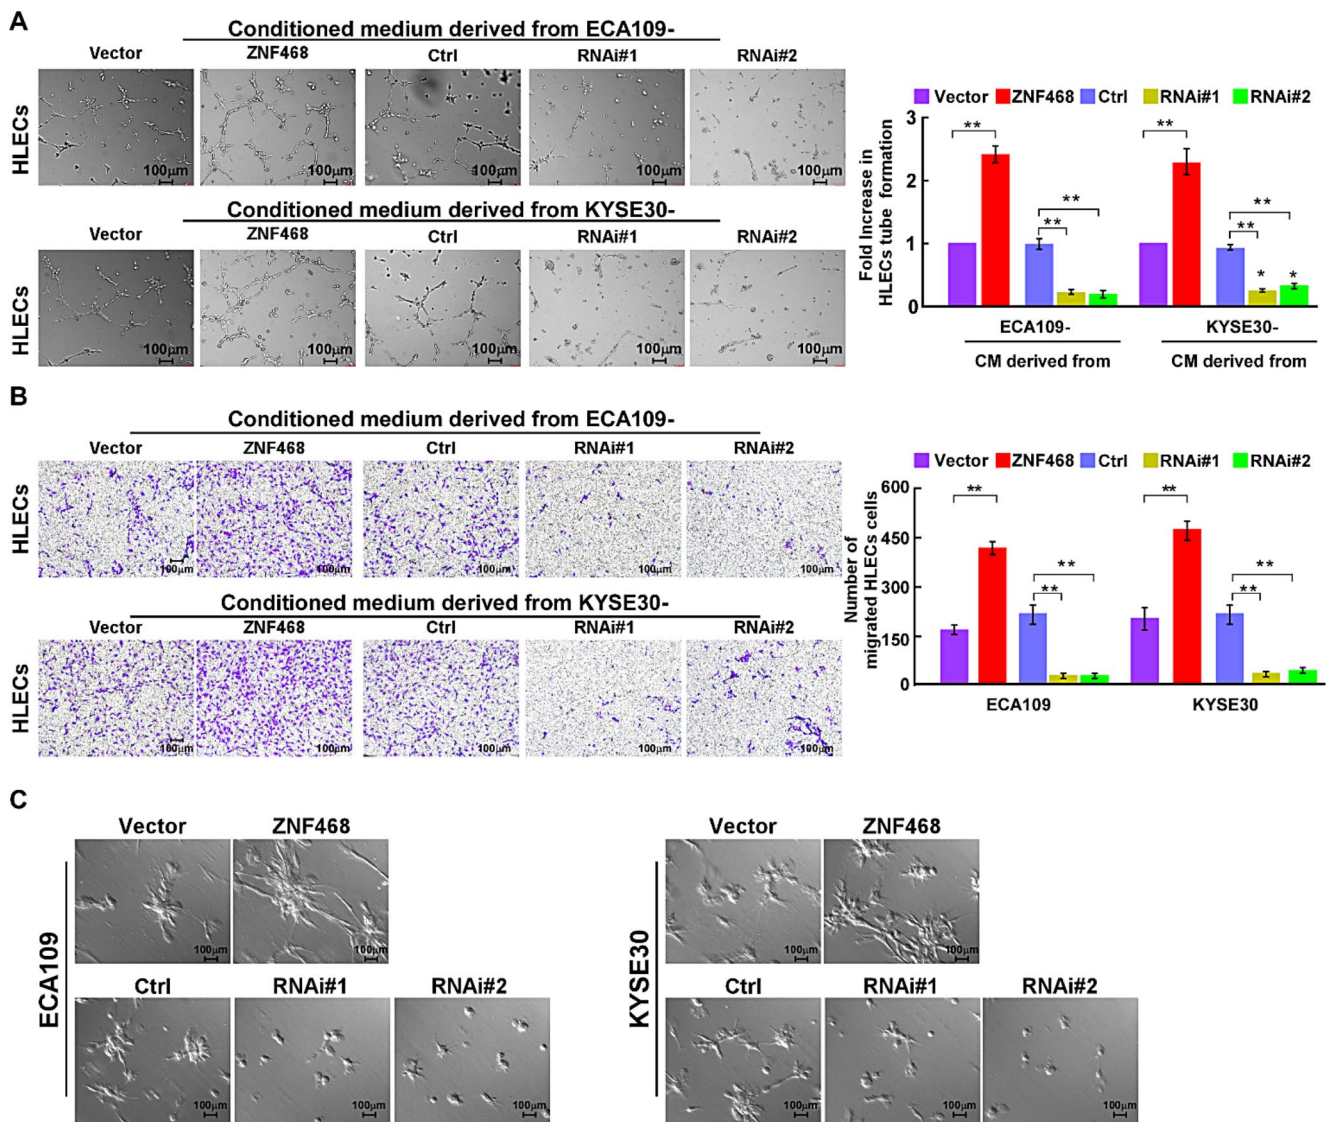 A
Conditioned medium derived from ECA109-
Vector ZNF468 Ctrl RNAi#1 RNAi#2
HLECs
100μm 100μm 100μm 100μm 100μm
Conditioned medium derived from KYSE30-
Vector ZNF468 Ctrl RNAi#1 RNAi#2
HLECs
100μm 100μm 100μm 100μm 100μm
Vector ZNF468 Ctrl RNAi#1 RNAi#2
Fold Increase in
HLECs tube formation
3
2
1
0
** ** ** ** ** ** * *
ECA109- KYSE30-
CM derived from CM derived from
B
Conditioned medium derived from ECA109-
Vector ZNF468 Ctrl RNAi#1 RNAi#2
HLECs
100μm 100μm 100μm 100μm 100μm
Conditioned medium derived from KYSE30-
Vector ZNF468 Ctrl RNAi#1 RNAi#2
HLECs
100μm 100μm 100μm 100μm 100μm
Vector ZNF468 Ctrl RNAi#1 RNAi#2
Number of
migrated HLECs cells
600
450
300
150
0
** ** ** ** ** **
ECA109 KYSE30
C
ECA109
Vector ZNF468
100μm 100μm
Ctrl RNAi#1 RNAi#2
100μm 100μm 100μm
KYSE30
Vector ZNF468
100μm 100μm
Ctrl RNAi#1 RNAi#2
100μm 100μm 100μm